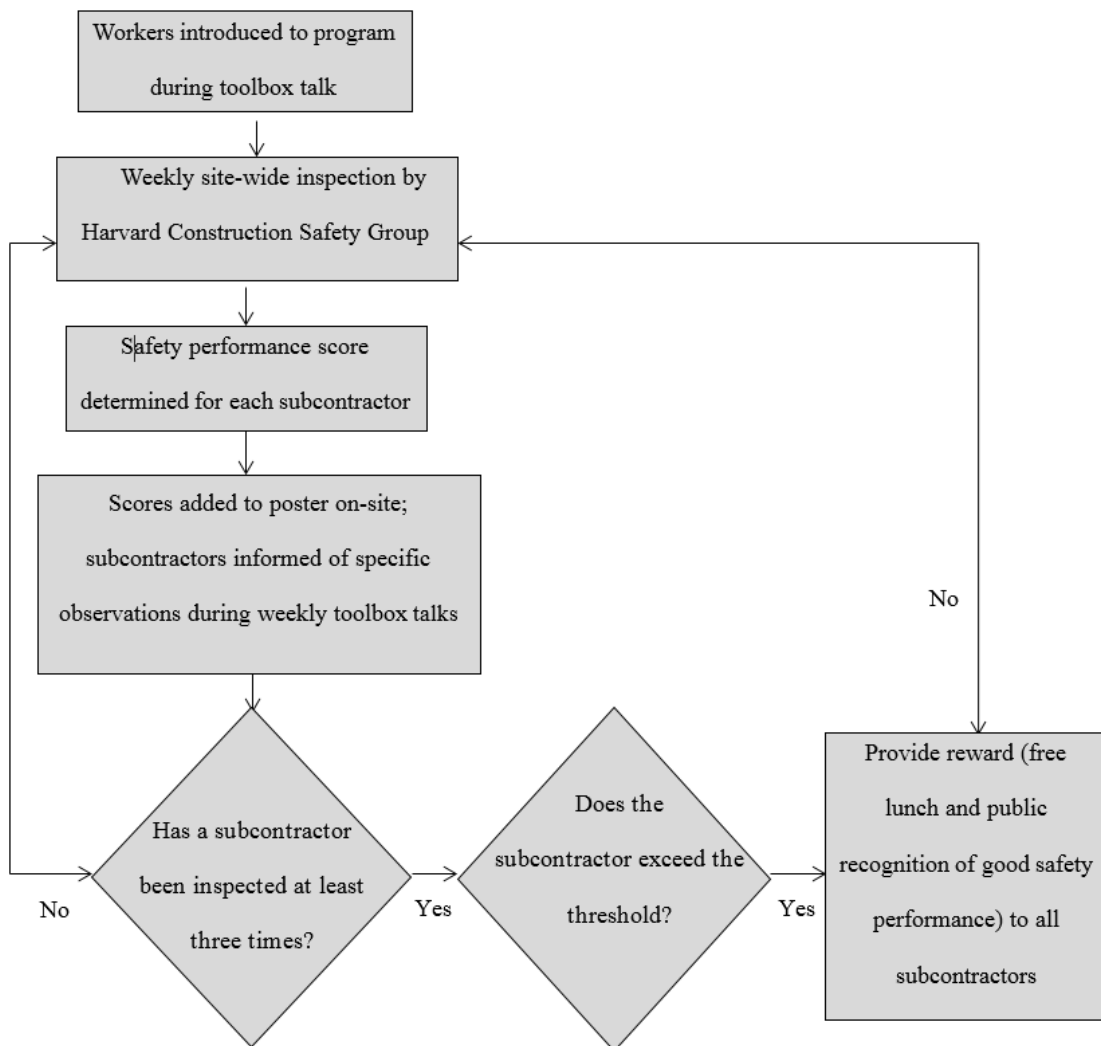 Workers introduced to program
during toolbox talk
Weekly site-wide inspection by
Harvard Construction Safety Group
Safety performance score
determined for each subcontractor
Scores added to poster on-site;
subcontractors informed of specific
observations during weekly toolbox talks
Has a subcontractor
been inspected at least
three times?
No
Yes
Does the
subcontractor exceed the
threshold?
Yes
No
Provide reward (free
lunch and public
recognition of good safety
performance) to all
subcontractors